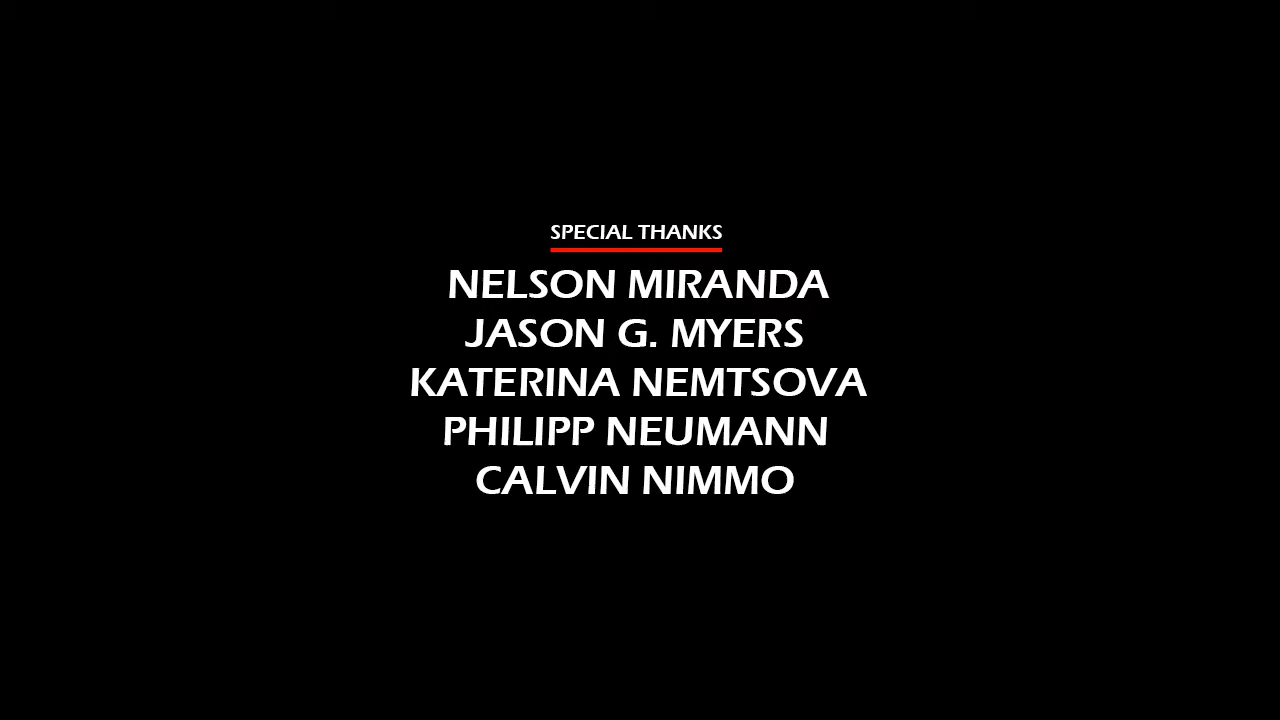 SPECIAL THANKS
NELSON MIRANDA
JASON G. MYERS
KATERINA NEMTSOVA
PHILIPP NEUMANN
CALVIN NIMMO